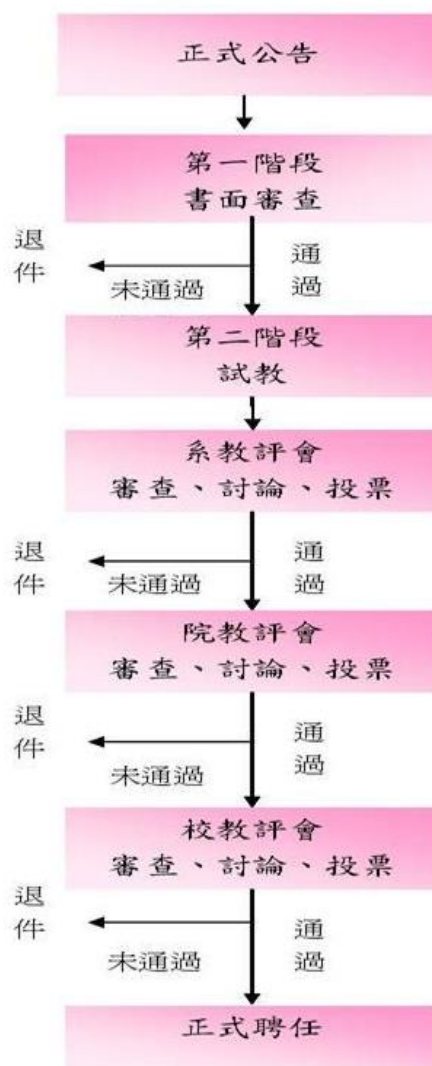 正式公告
第一階段
書面審查
退件
未通過
通過
第二階段
試教
系教評會
審查、討論、投票
退件
未通過
通過
院教評會
審查、討論、投票
退件
未通過
通過
校教評會
審查、討論、投票
退件
未通過
通過
正式聘任